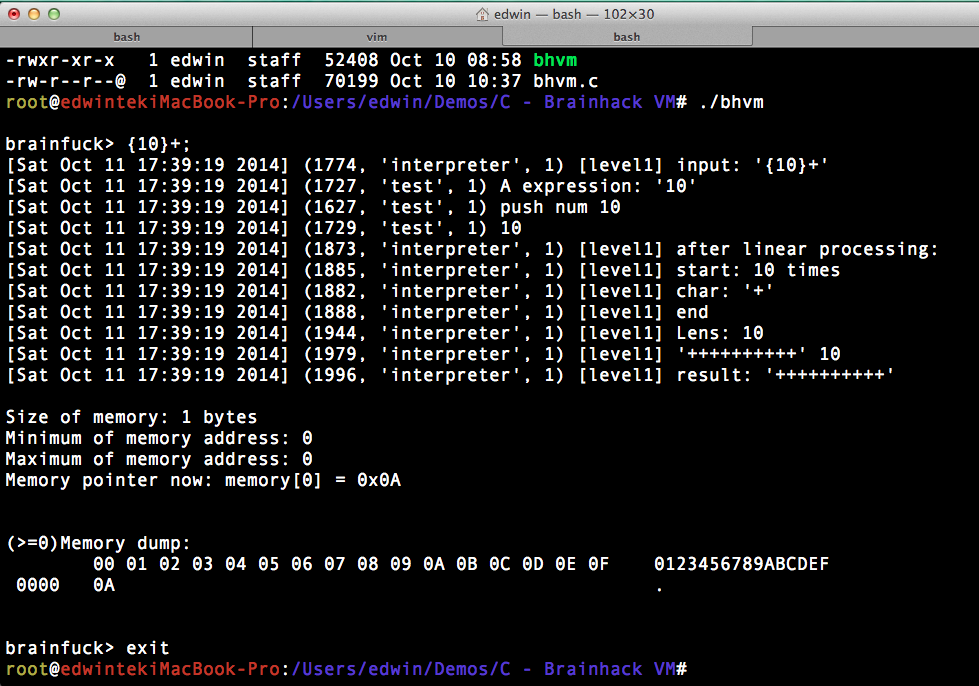 edwin — bash — 102×30
bash vim bash
-rwxr-xr-x   1 edwin  staff  52408 Oct 10 08:58 bhvm
-rw-r--r--@  1 edwin  staff  70199 Oct 10 10:37 bhvm.c
root@edwintekiMacBook-Pro:/Users/edwin/Demos/C - Brainhack VM# ./bhvm
brainfuck> {10}+;
[Sat Oct 11 17:39:19 2014] (1774, 'interpreter', 1) [level1] input: '{10}+'
[Sat Oct 11 17:39:19 2014] (1727, 'test', 1) A expression: '10'
[Sat Oct 11 17:39:19 2014] (1627, 'test', 1) push num 10
[Sat Oct 11 17:39:19 2014] (1729, 'test', 1) 10
[Sat Oct 11 17:39:19 2014] (1873, 'interpreter', 1) [level1] after linear processing:
[Sat Oct 11 17:39:19 2014] (1885, 'interpreter', 1) [level1] start: 10 times
[Sat Oct 11 17:39:19 2014] (1882, 'interpreter', 1) [level1] char: '+'
[Sat Oct 11 17:39:19 2014] (1888, 'interpreter', 1) [level1] end
[Sat Oct 11 17:39:19 2014] (1944, 'interpreter', 1) [level1] Lens: 10
[Sat Oct 11 17:39:19 2014] (1979, 'interpreter', 1) [level1] '++++++++++' 10
[Sat Oct 11 17:39:19 2014] (1996, 'interpreter', 1) [level1] result: '++++++++++'
Size of memory: 1 bytes
Minimum of memory address: 0
Maximum of memory address: 0
Memory pointer now: memory[0] = 0x0A
(>=0)Memory dump:
00 01 02 03 04 05 06 07 08 09 0A 0B 0C 0D 0E 0F    0123456789ABCDEF
0000   0A                                                 .
brainfuck> exit
root@edwintekiMacBook-Pro:/Users/edwin/Demos/C - Brainhack VM#